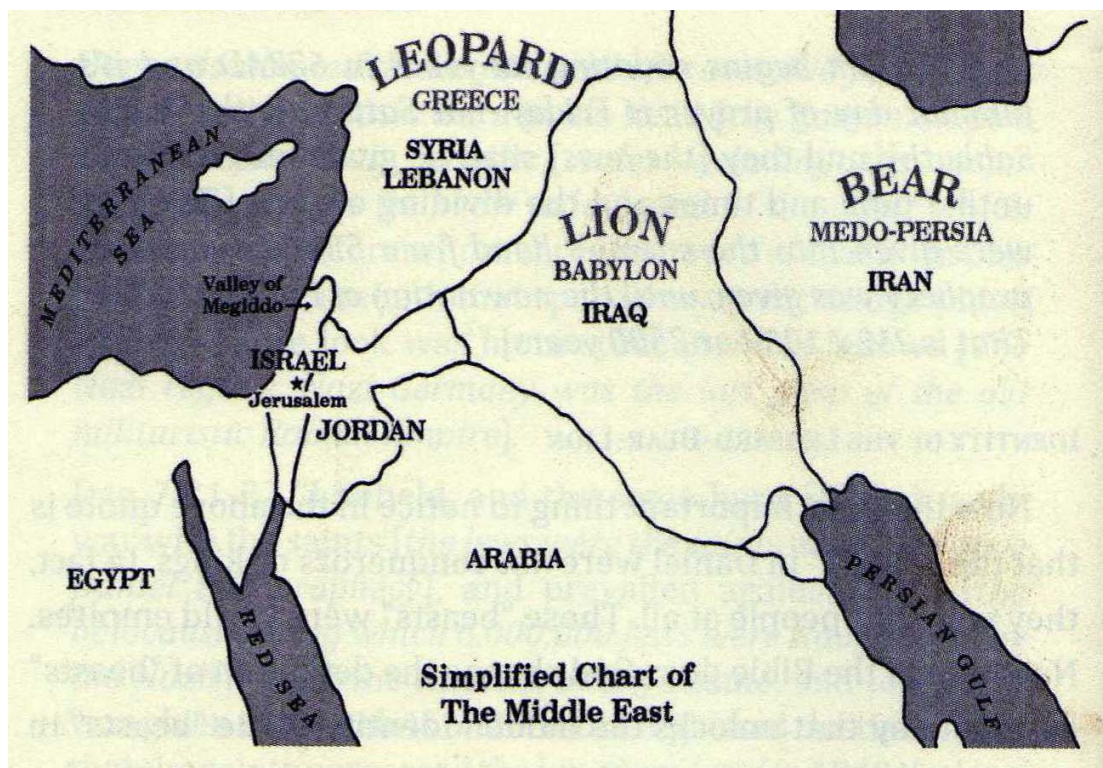 LEOPARD
GREECE
SYRIA
LEBANON
MEDITERRANEAN
SEA
BEAR
MEDO-PERSIA
IRAN
LION
BABYLON
IRAQ
Valley of
Megiddo
ISRAEL
Jerusalem
JORDAN
EGYPT
ARABIA
RED SEA
PERSIAN GULF
Simplified Chart of
The Middle East